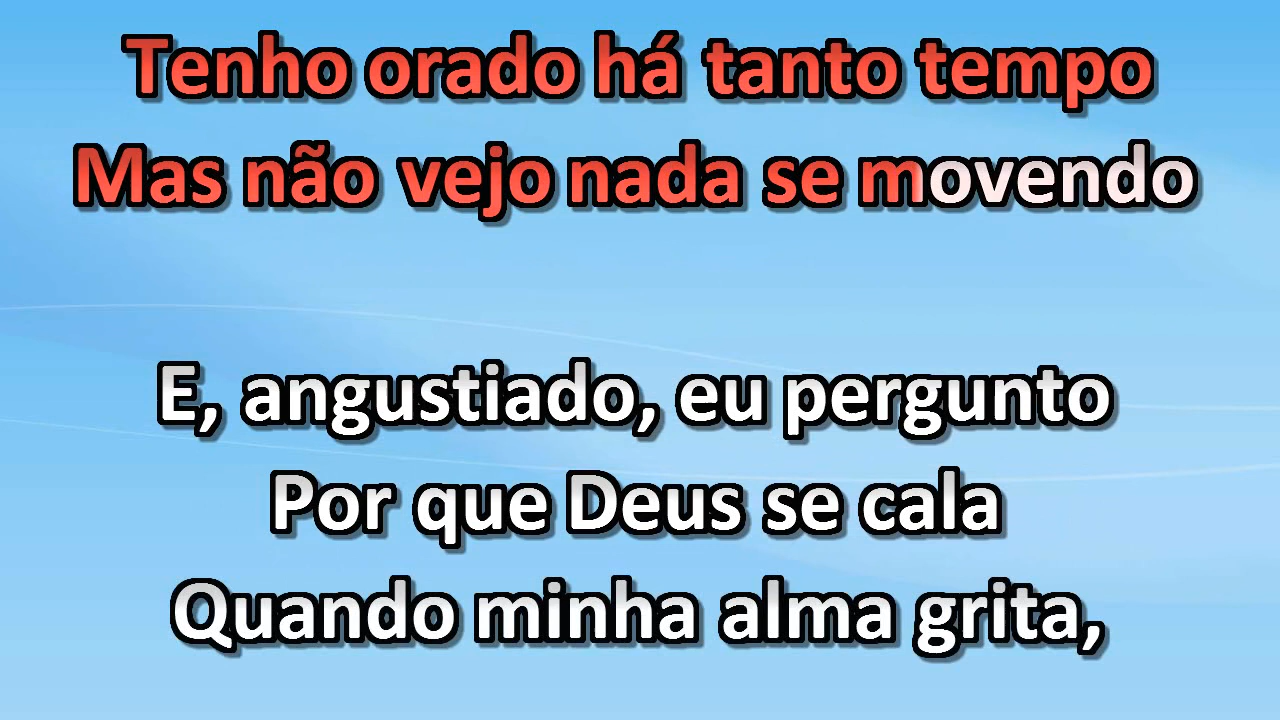 Tenho orado há tanto tempo
Mas não vejo nada se movendo
E, angustiado, eu pergunto
Por que Deus se cala
Quando minha alma grita,